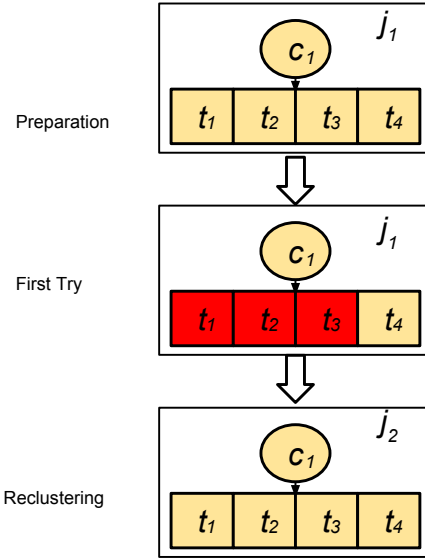 j1
c1
Preparation
t1 t2 t3 t4
j1
c1
First Try
t1 t2 t3 t4
j2
c1
Reclustering
t1 t2 t3 t4